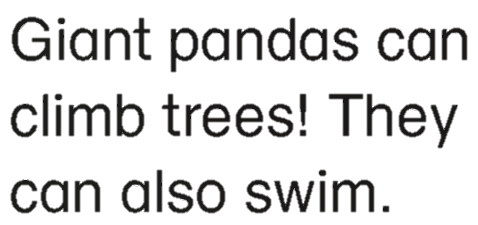 Giant pandas can
climb trees! They
can also swim.